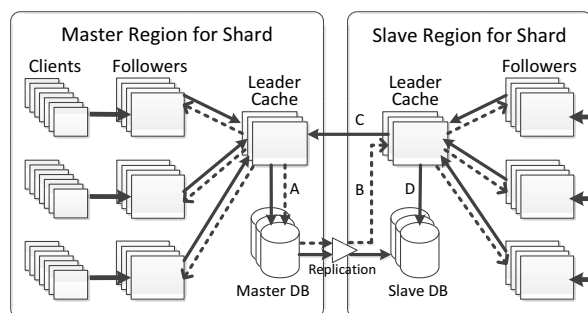 Master Region for Shard
Slave Region for Shard
Clients
Followers
Leader
Cache
Leader
Cache
Followers
C
A
B
D
Replication
Master DB
Slave DB